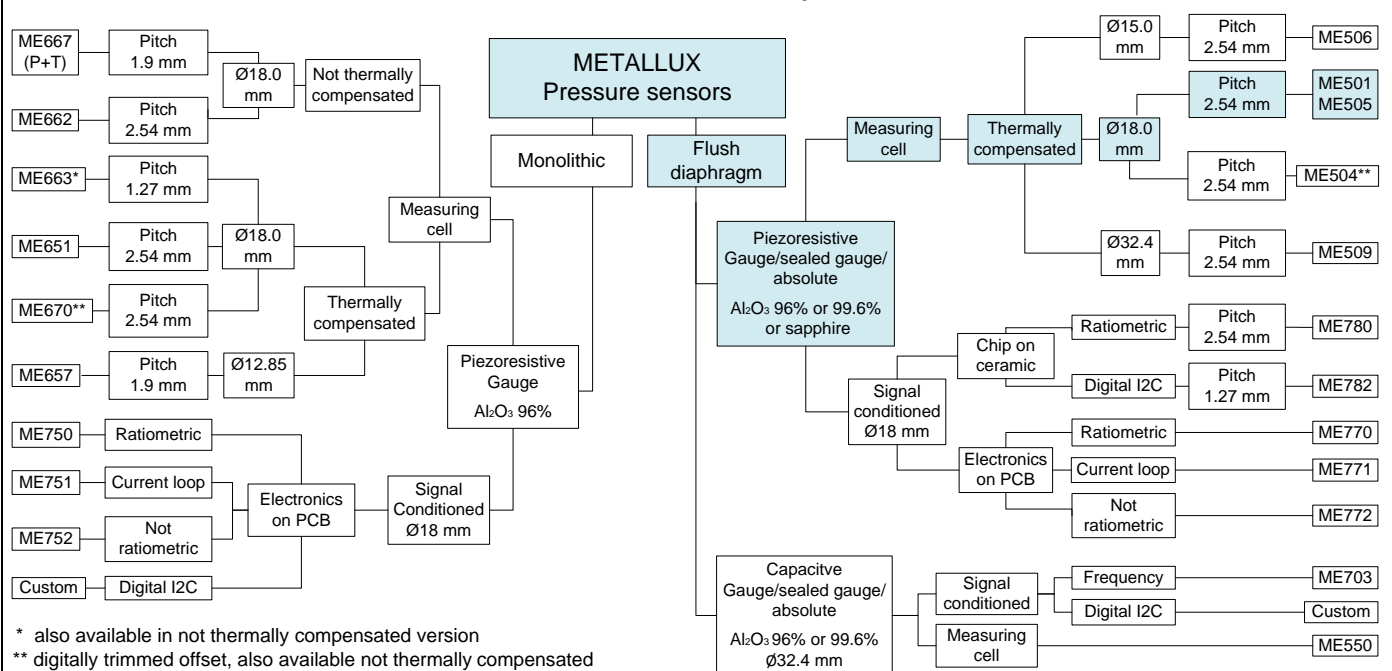 METALLUX
Pressure sensors
Monolithic
Flush
diaphragm
ME667
(P+T)
Pitch
1.9 mm
Ø18.0
mm
Not thermally
compensated
ME662
Pitch
2.54 mm
ME663*
Pitch
1.27 mm
ME651
Pitch
2.54 mm
Ø18.0
mm
Measuring
cell
ME670**
Pitch
2.54 mm
Thermally
compensated
ME657
Pitch
1.9 mm
Ø12.85
mm
Piezoresistive
Gauge
Al₂O₃ 96%
ME750
Ratiometric
ME751
Current loop
Electronics
on PCB
Signal
Conditioned
Ø18 mm
ME752
Not
ratiometric
Custom
Digital I2C
* also available in not thermally compensated version
** digitally trimmed offset, also available not thermally compensated
Piezoresistive
Gauge/sealed gauge/
absolute
Al₂O₃ 96% or 99.6%
or sapphire
Measuring
cell
Thermally
compensated
Ø15.0
mm
Pitch
2.54 mm
ME506
Ø18.0
mm
Pitch
2.54 mm
ME501
ME505
Pitch
2.54 mm
ME504**
Ø32.4
mm
Pitch
2.54 mm
ME509
Signal
conditioned
Ø18 mm
Chip on
ceramic
Ratiometric
Pitch
2.54 mm
ME780
Digital I2C
Pitch
1.27 mm
ME782
Electronics
on PCB
Ratiometric
ME770
Current loop
ME771
Not
ratiometric
ME772
Capacitve
Gauge/sealed gauge/
absolute
Al₂O₃ 96% or 99.6%
Ø32.4 mm
Signal
conditioned
Frequency
ME703
Digital I2C
Custom
Measuring
cell
ME550